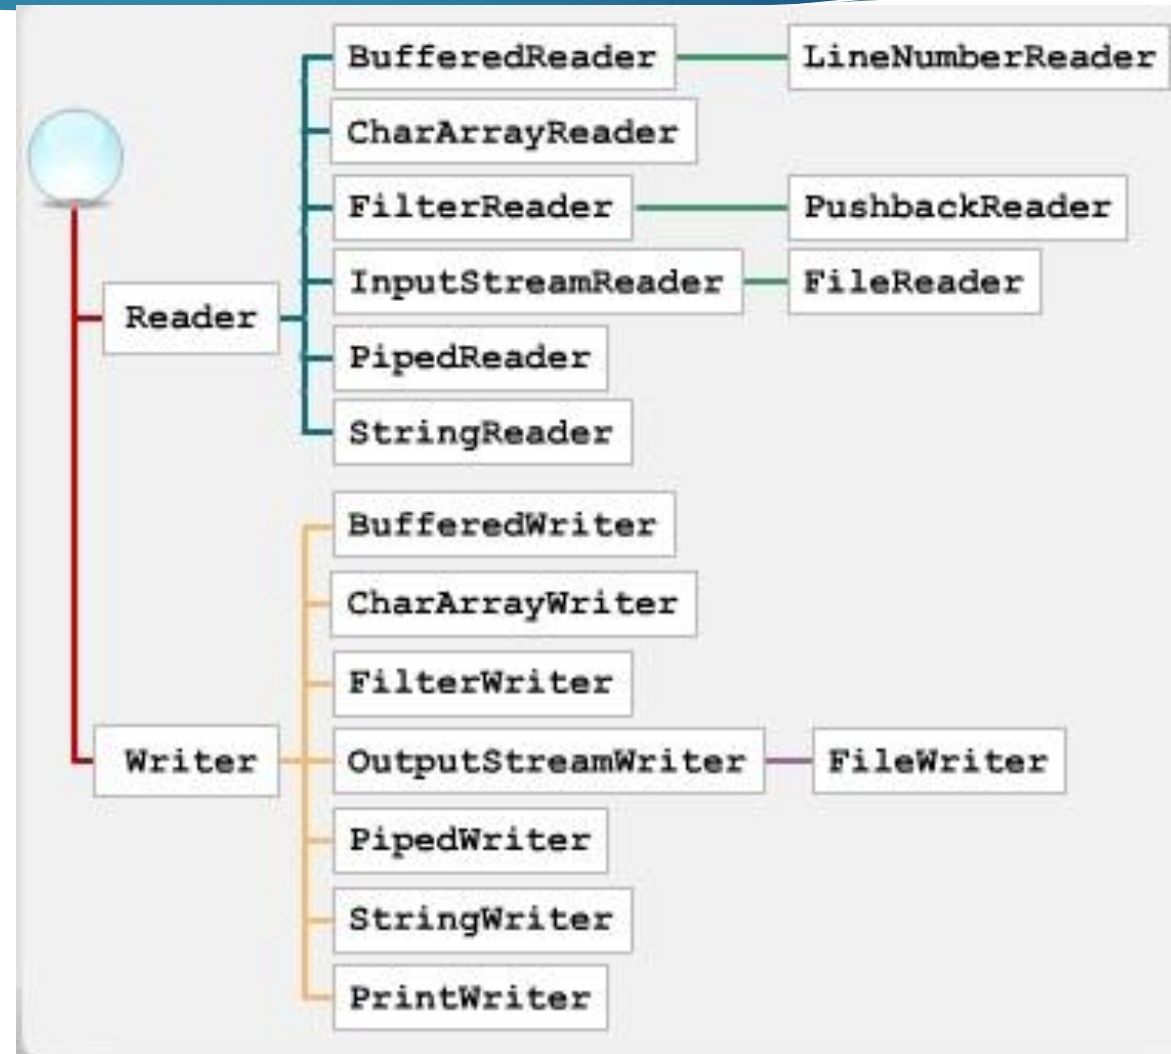 BufferedReader LineNumberReader
CharArrayReader
FilterReader PushbackReader
InputStreamReader FileReader
Reader
PipedReader
StringReader
BufferedWriter
CharArrayWriter
FilterWriter
Writer OutputStreamWriter FileWriter
PipedWriter
StringWriter
PrintWriter